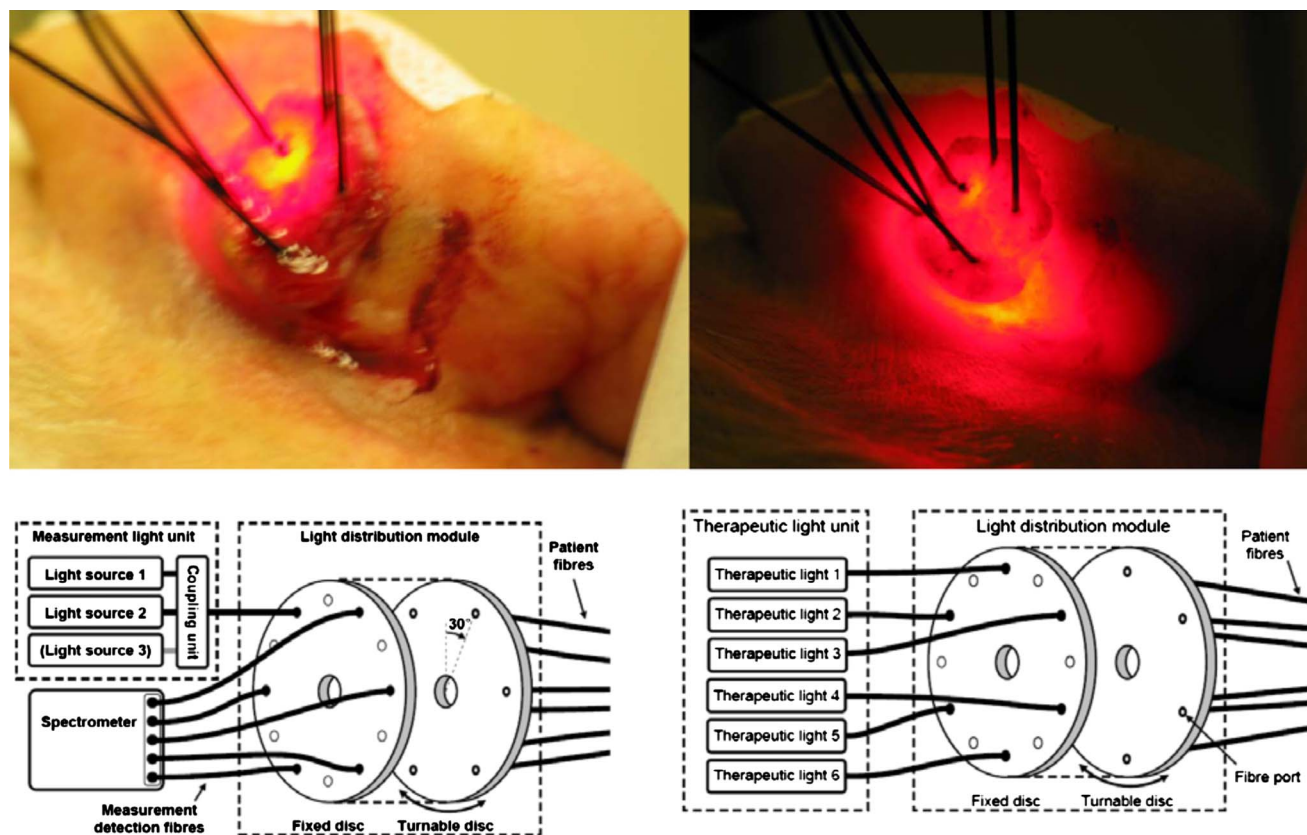 Measurement light unit
Light source 1
Light source 2
(Light source 3)
Coupling unit
Spectrometer
Measurement
detection fibres
Light distribution module
30°
Patient
fibres
Fixed disc
Turnable disc
Therapeutic light unit
Therapeutic light 1
Therapeutic light 2
Therapeutic light 3
Therapeutic light 4
Therapeutic light 5
Therapeutic light 6
Light distribution module
Patient
fibres
Fibre port
Fixed disc
Turnable disc